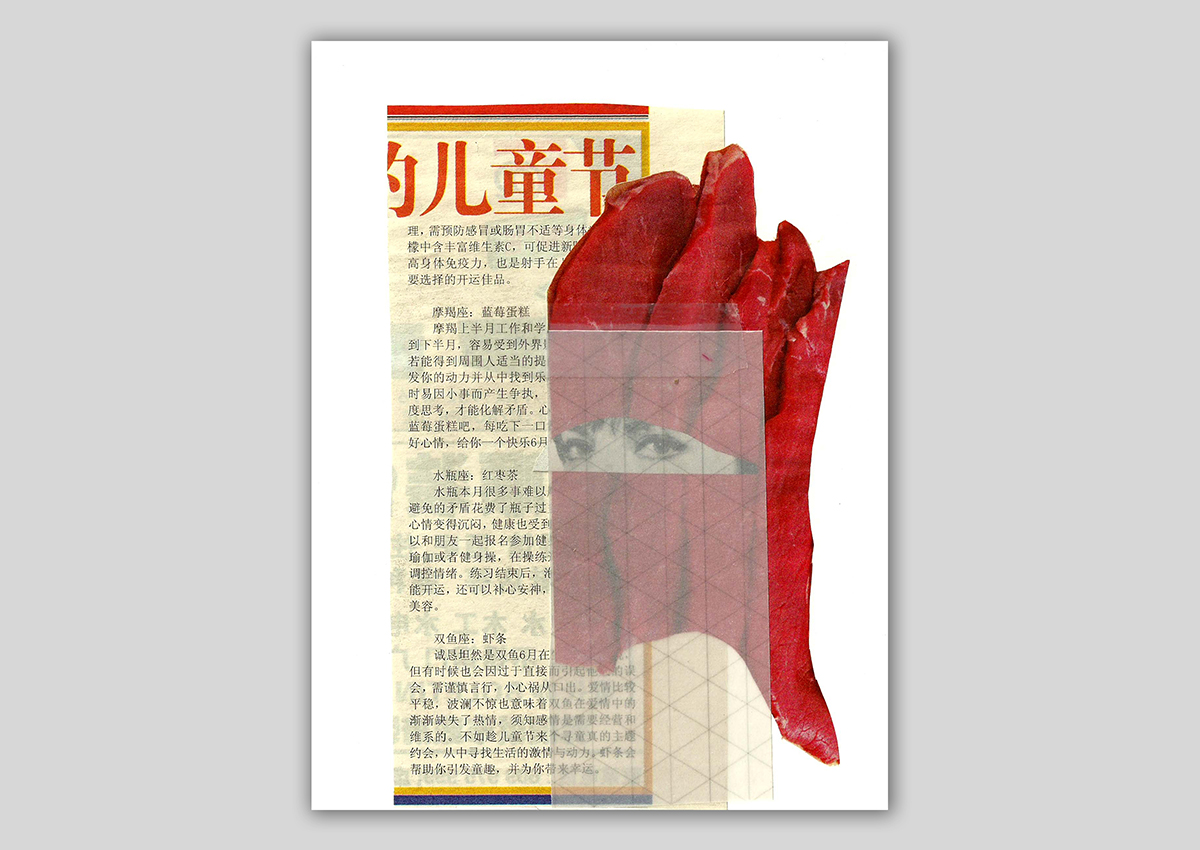 的儿童节
理，需预防感冒或肠胃不适等身体
檬中含丰富维生素C，可促进新
高身体免疫力，也是射手在
要选择的开运佳品。
摩羯座：蓝莓蛋糕
摩羯上半月工作和学
到下半月，容易受到外界
若能得到周围人适当的提
发你的动力并从中找到乐
时易因小事而产生争执，
度思考，才能化解矛盾。心
蓝莓蛋糕吧，每吃下一口
好心情，给你一个快乐6月
水瓶座：红枣茶
水瓶本月很多事难以
避免的矛盾花费了瓶子过
心情变得沉闷，健康也受到
以和朋友一起报名参加健
瑜伽或者健身操，在操练
调控情绪。练习结束后，
能开运，还可以补心安神，
美容。
双鱼座：虾条
诚恳坦然是双鱼6月在
但有时候也会因过于直接而引起他人的误
会，需谨慎言行，小心祸从口出。爱情比较
平稳，波澜不惊也意味着双鱼在爱情中的
渐渐缺失了热情，须知感情是需要经营和
维系的。不如趁儿童节来个寻童真的主题
约会，从中寻找生活的激情与动力，虾条会
帮助你引发童趣，并为你带来幸运。